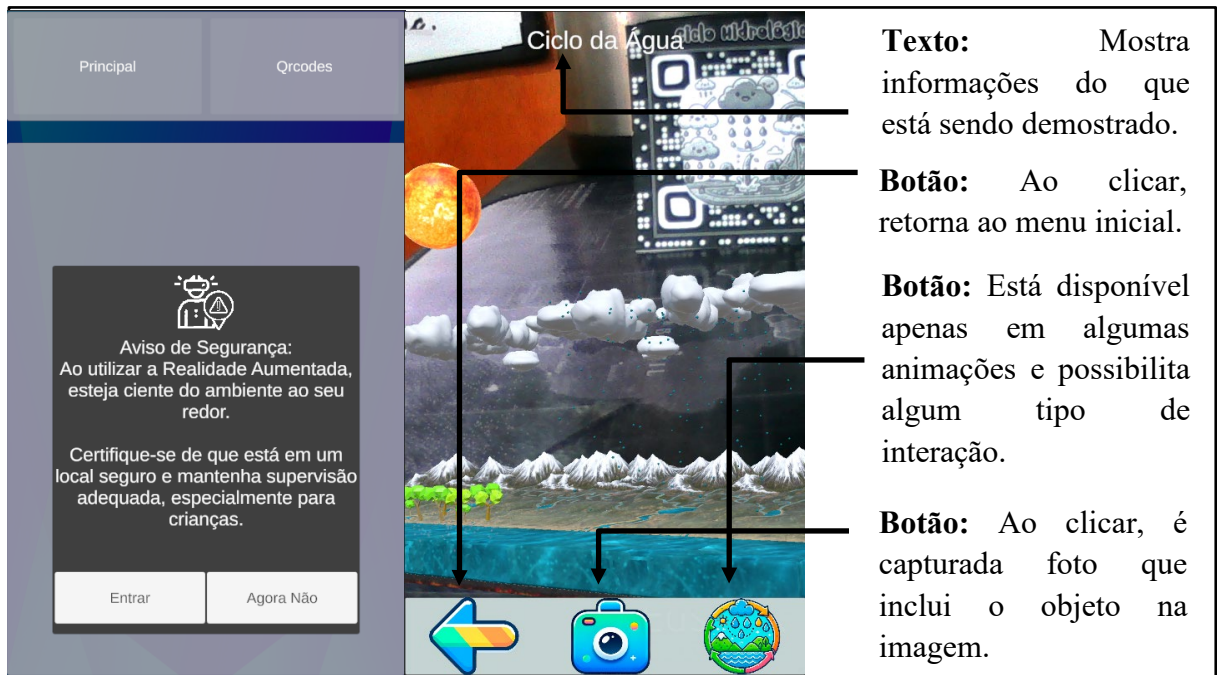 Principal
Qrcodes
Aviso de Segurança:
Ao utilizar a Realidade Aumentada,
esteja ciente do ambiente ao seu
redor.
Certifique-se de que está em um
local seguro e mantenha supervisão
adequada, especialmente para
crianças.
Entrar
Agora Não
Ciclo da Água
ciclo hidrológic
Texto: Mostra
informações do que
está sendo demostrado.
Botão: Ao clicar,
retorna ao menu inicial.
Botão: Está disponível
apenas em algumas
animações e possibilita
algum tipo de
interação.
Botão: Ao clicar, é
capturada foto que
inclui o objeto na
imagem.